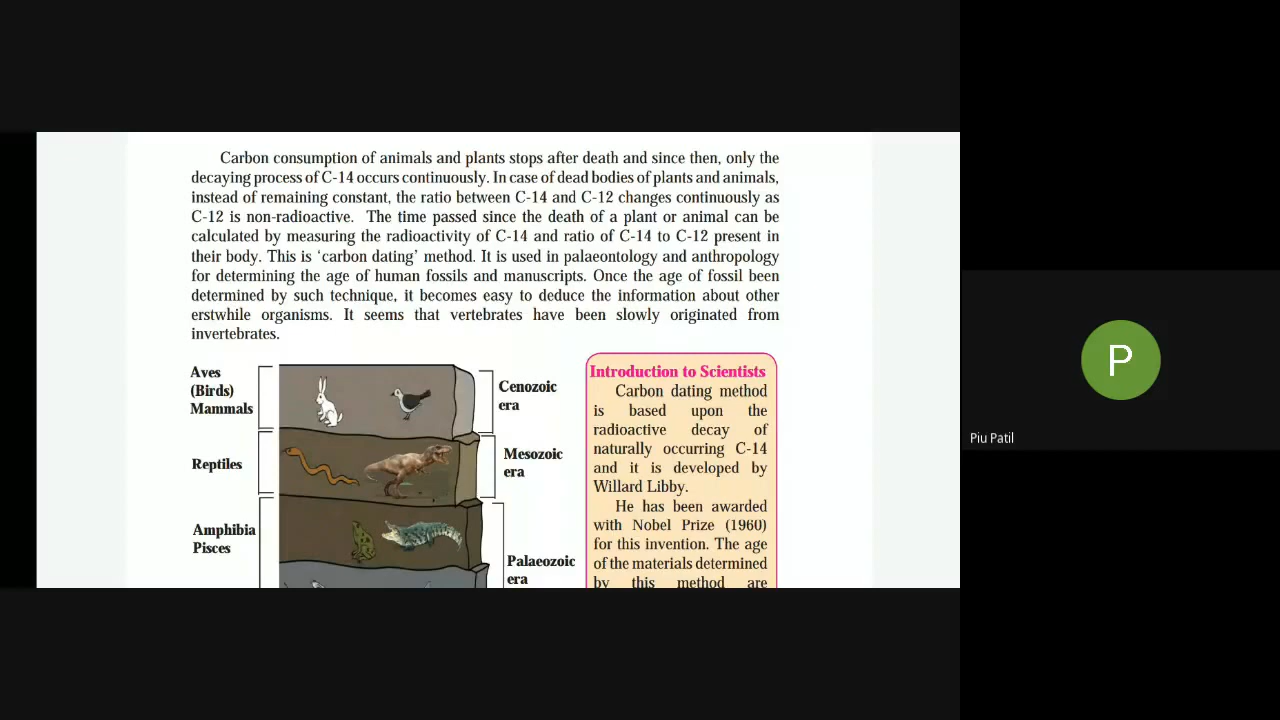 Carbon consumption of animals and plants stops after death and since then, only the
decaying process of C-14 occurs continuously. In case of dead bodies of plants and animals,
instead of remaining constant, the ratio between C-14 and C-12 changes continuously as
C-12 is non-radioactive. The time passed since the death of a plant or animal can be
calculated by measuring the radioactivity of C-14 and ratio of C-14 to C-12 present in
their body. This is ‘carbon dating’ method. It is used in palaeontology and anthropology
for determining the age of human fossils and manuscripts. Once the age of fossil been
determined by such technique, it becomes easy to deduce the information about other
erstwhile organisms. It seems that vertebrates have been slowly originated from
invertebrates.
Aves
(Birds)
Mammals
Cenozoic
era
Reptiles
Mesozoic
era
Amphibia
Pisces
Palaeozoic
era
Introduction to Scientists
Carbon dating method
is based upon the
radioactive decay of
naturally occurring C-14
and it is developed by
Willard Libby.
He has been awarded
with Nobel Prize (1960)
for this invention. The age
of the materials determined
by this method are
P
Piu Patil